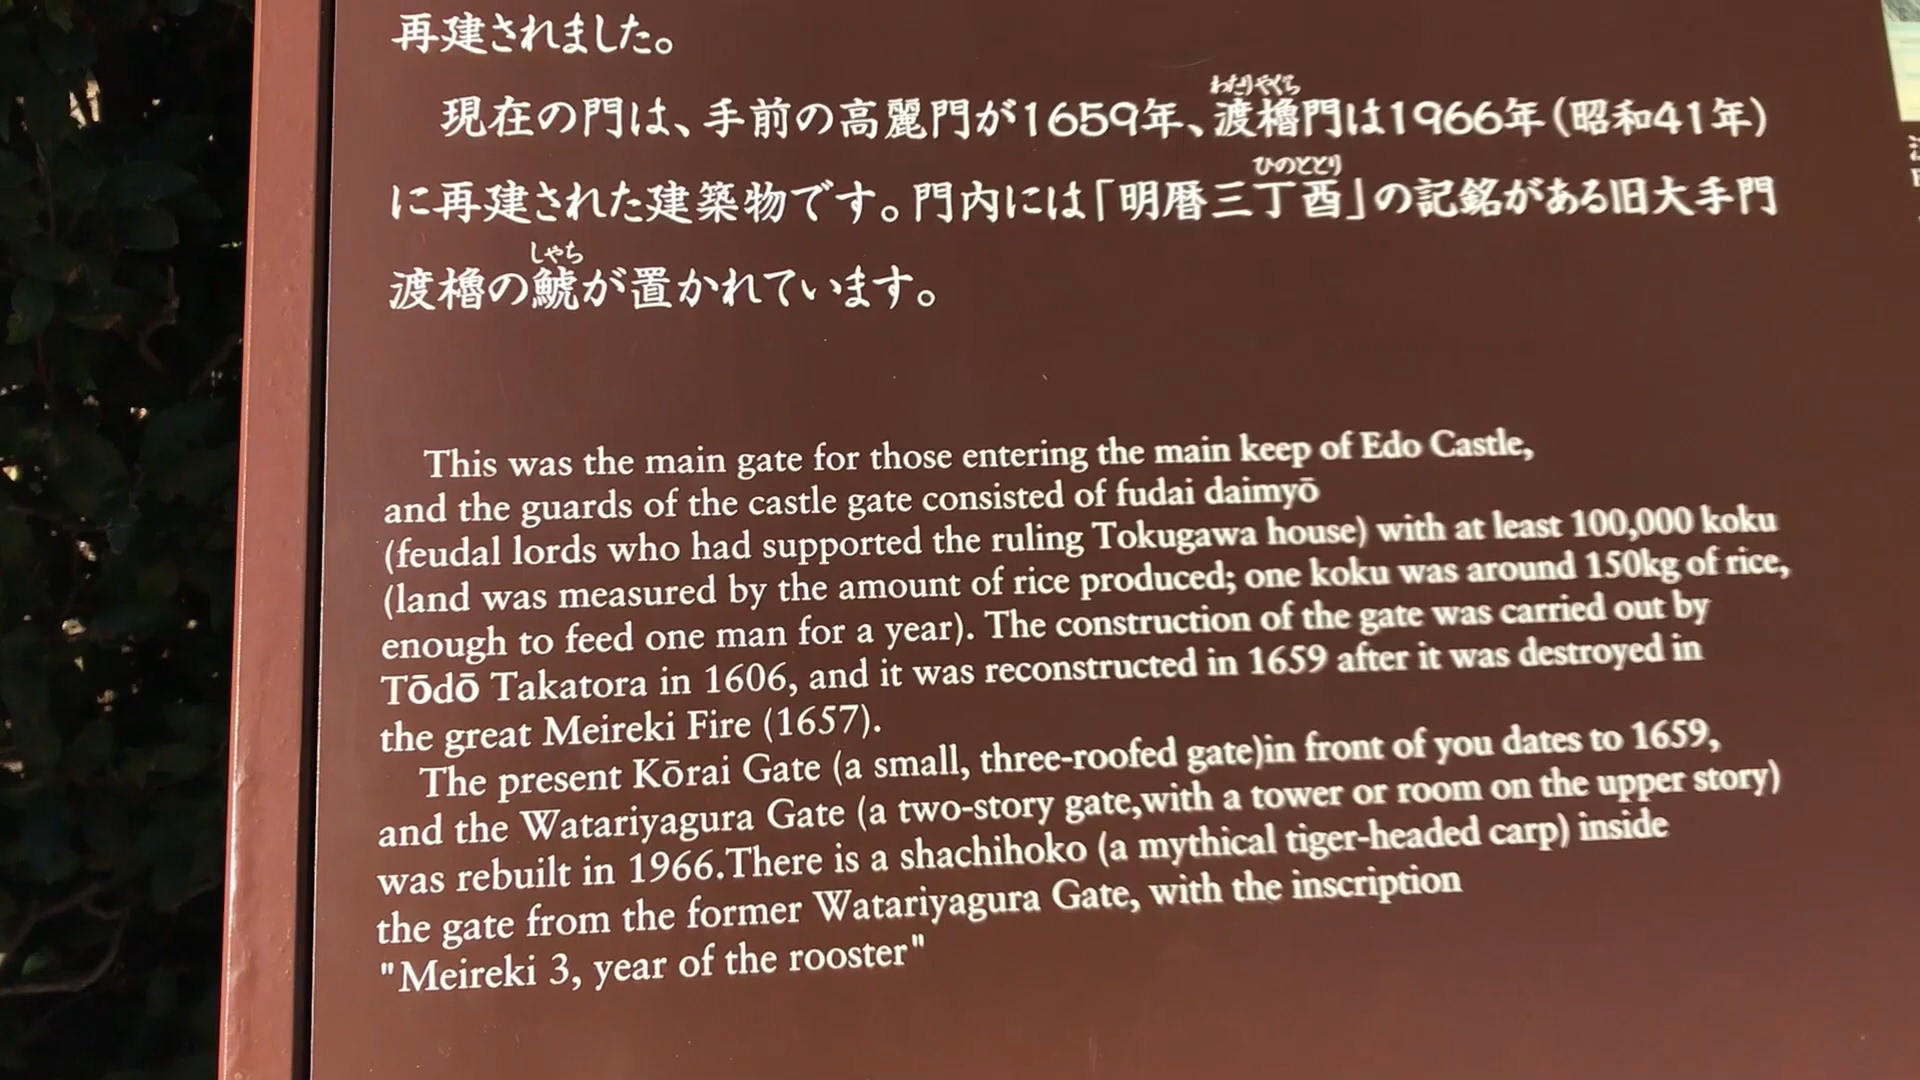 再建されました。
現在の門は、手前の高麗門が1659年、渡櫓門は1966年(昭和41年)
わたりやぐら
に再建された建築物です。門内には「明暦三丁酉」の記銘がある旧大手門
ひのととり
渡櫓の鯱が置かれています。
しゃち
This was the main gate for those entering the main keep of Edo Castle,
and the guards of the castle gate consisted of fudai daimyō
(feudal lords who had supported the ruling Tokugawa house) with at least 100,000 koku
(land was measured by the amount of rice produced; one koku was around 150kg of rice,
enough to feed one man for a year). The construction of the gate was carried out by
Tōdō Takatora in 1606, and it was reconstructed in 1659 after it was destroyed in
the great Meireki Fire (1657).
The present Kōrai Gate (a small, three-roofed gate)in front of you dates to 1659,
and the Watariyagura Gate (a two-story gate,with a tower or room on the upper story)
was rebuilt in 1966.There is a shachihoko (a mythical tiger-headed carp) inside
the gate from the former Watariyagura Gate, with the inscription
"Meireki 3, year of the rooster"